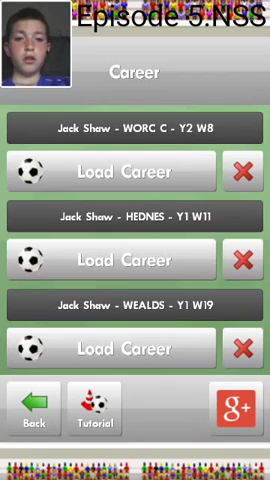 Episode 5.NSS
Career
Jack Shaw - WORC C - Y2 W8
Load Career
Jack Shaw - HEDNES - Y1 W11
Load Career
Jack Shaw - WEALDS - Y1 W19
Load Career
Back
Tutorial
g+